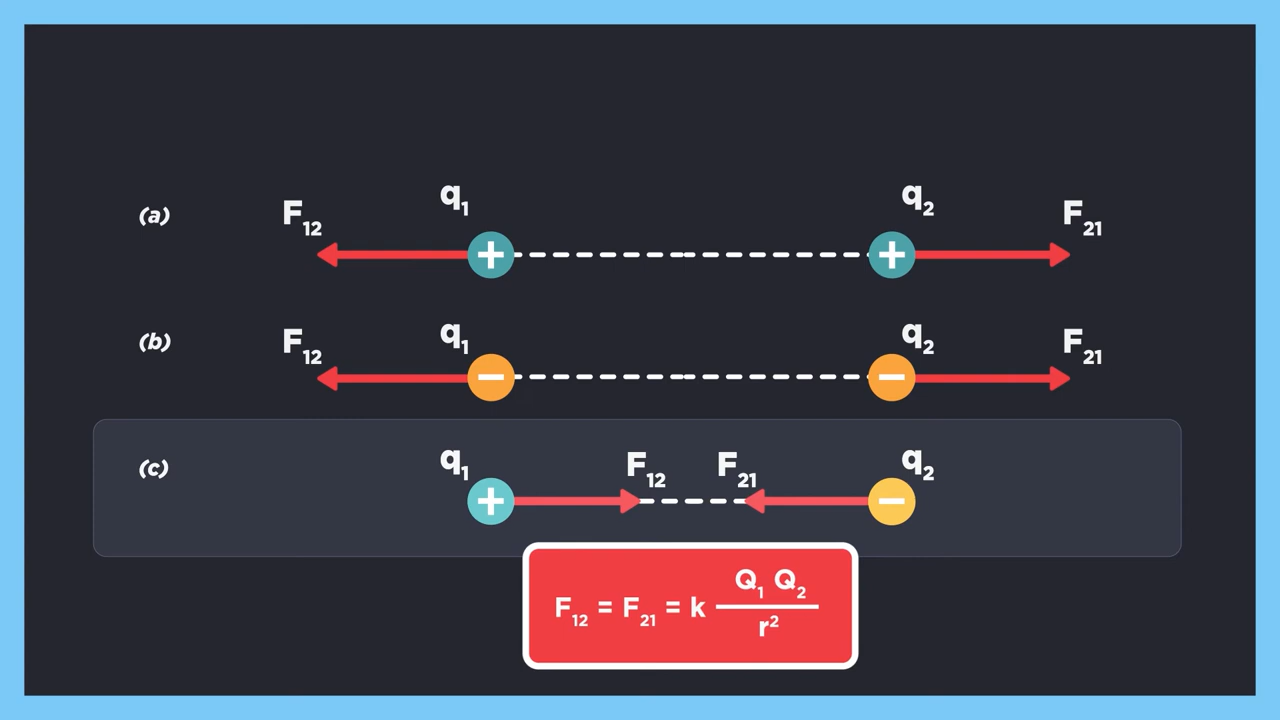 (a) F₁₂ q₁ q₂ F₂₁
+ +
(b) F₁₂ q₁ q₂ F₂₁
− −
(c) q₁ F₁₂ F₂₁ q₂
+ −
F₁₂ = F₂₁ = k Q₁ Q₂ / r²